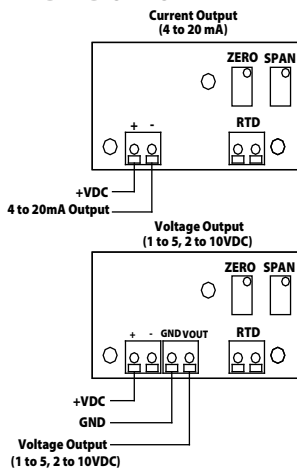 Current Output
(4 to 20 mA)
ZERO SPAN
+ - RTD
+VDC
4 to 20mA Output
Voltage Output
(1 to 5, 2 to 10VDC)
ZERO SPAN
+ - GND VOUT RTD
+VDC
GND
Voltage Output
(1 to 5, 2 to 10VDC)